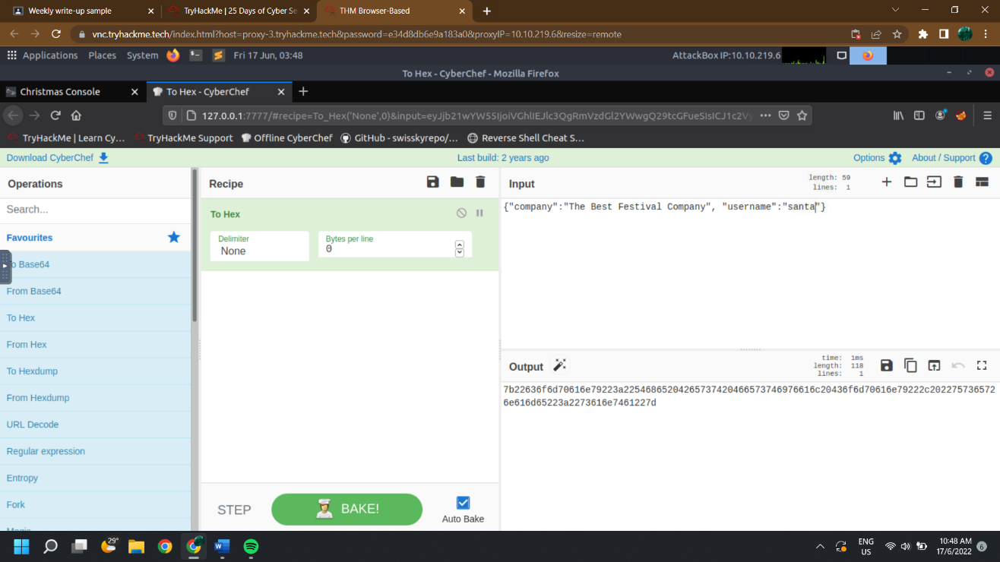 Weekly write-up sample
TryHackMe | 25 Days of Cyber Se
THM Browser-Based
vnc.tryhackme.tech/index.html?host=proxy-3.tryhackme.tech&password=e34d8db6e9a183a0&proxyIP=10.10.219.6&resize=remote
Applications Places System Fri 17 Jun, 03:48 AttackBox IP:10.10.219.6
To Hex - CyberChef - Mozilla Firefox
Christmas Console To Hex - CyberChef
127.0.0.1:7777/#recipe=To_Hex('None',0)&input=eyJjb21wYW55IjoiVGhlIEJlc3QgRmVzdGl2YWwgQ29tcGFueSIsICJ1c2Vy
TryHackMe | Learn Cy... TryHackMe Support Offline CyberChef GitHub - swisskyrepo/... Reverse Shell Cheat S...
Download CyberChef Last build: 2 years ago Options About / Support
Operations
Search...
Favourites
o Base64
From Base64
To Hex
From Hex
To Hexdump
From Hexdump
URL Decode
Regular expression
Entropy
Fork
Magic
Recipe
To Hex
Delimiter
None
Bytes per line
0
STEP
BAKE!
Auto Bake
Input
length: 59
lines: 1
{"company":"The Best Festival Company", "username":"santa"}
Output
time: 1ms
length: 118
lines: 1
7b22636f6d70616e79223a2254686520426573742046657374697616c20436f6d70616e79222c202275736572
6e616d65223a2273616e7461227d
29°
ENG
US
10:48 AM
17/6/2022
6